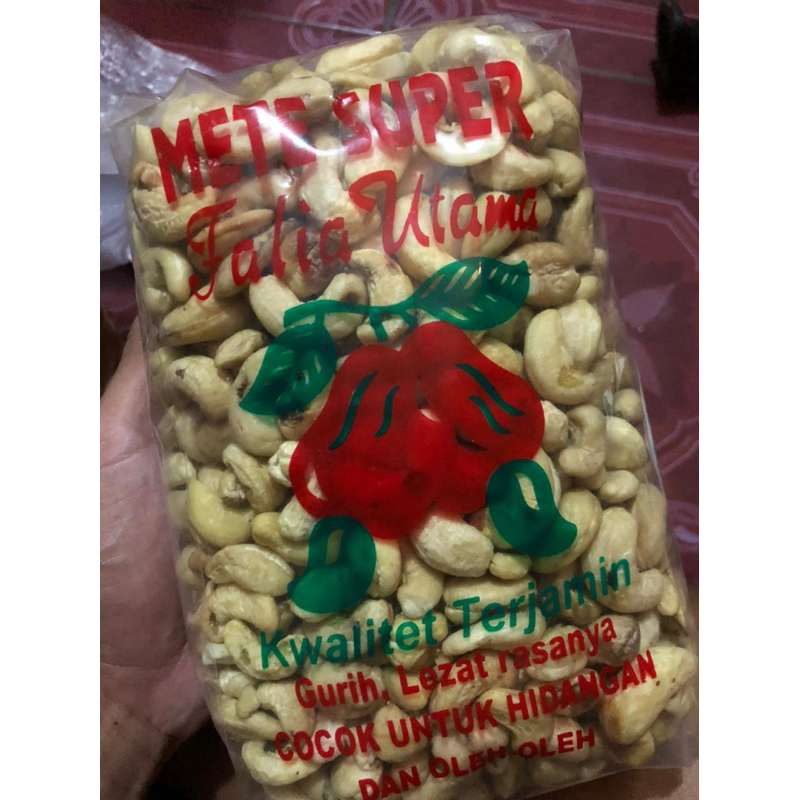 METE SUPER
Falia Utama
Kwalitet Terjamin
Gurih, Lezat rasanya
COCOK UNTUK HIDANGAN
DAN OLEH OLEH